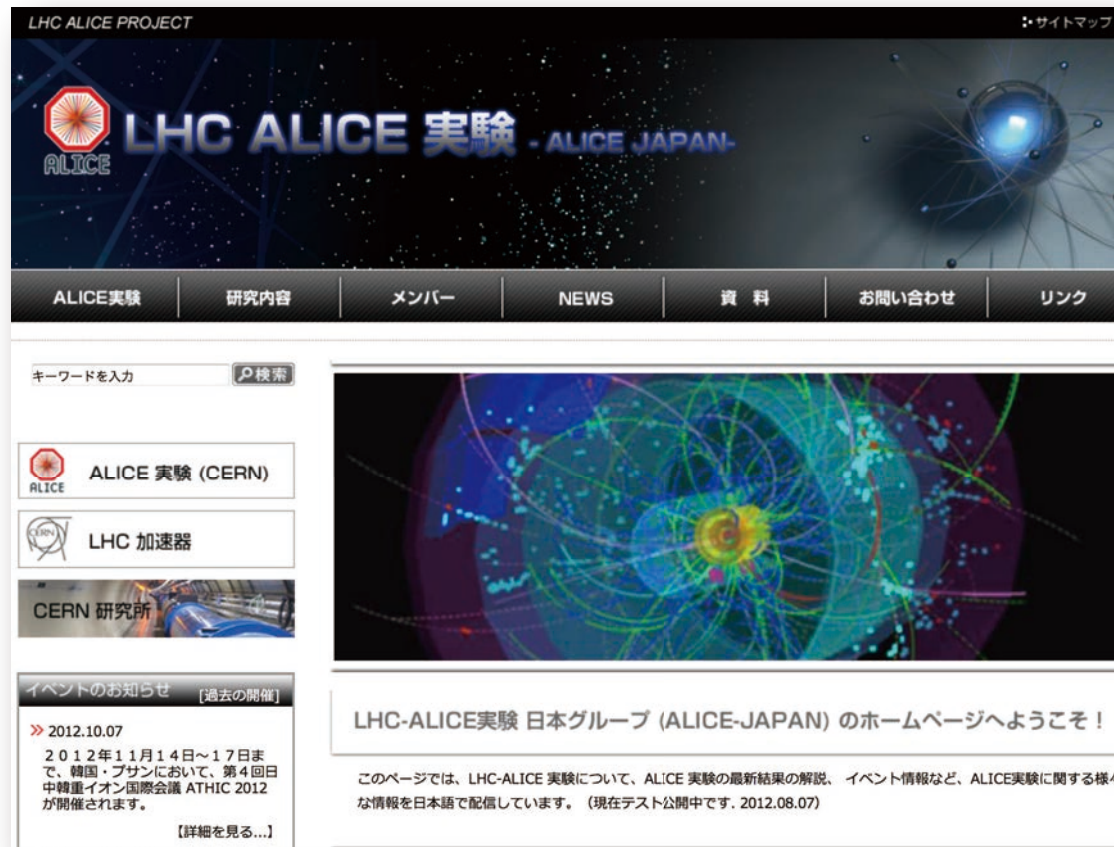 LHC ALICE PROJECT
サイトマップ
ALICE
LHC ALICE 実験 - ALICE JAPAN-
ALICE実験
研究内容
メンバー
NEWS
資 料
お問い合わせ
リンク
キーワードを入力
検索
ALICE
ALICE 実験 (CERN)
CERN
LHC 加速器
CERN 研究所
イベントのお知らせ [過去の開催]
2012.10.07
２０１２年１１月１４日～１７日ま
で、韓国・プサンにおいて、第４回日
中韓重イオン国際会議 ATHIC 2012
が開催されます。
【詳細を見る...】
LHC-ALICE実験 日本グループ (ALICE-JAPAN) のホームページへようこそ！
このページでは、LHC-ALICE 実験について、ALICE 実験の最新結果の解説、 イベント情報など、ALICE実験に関する様々
な情報を日本語で配信しています。（現在テスト公開中です. 2012.08.07）